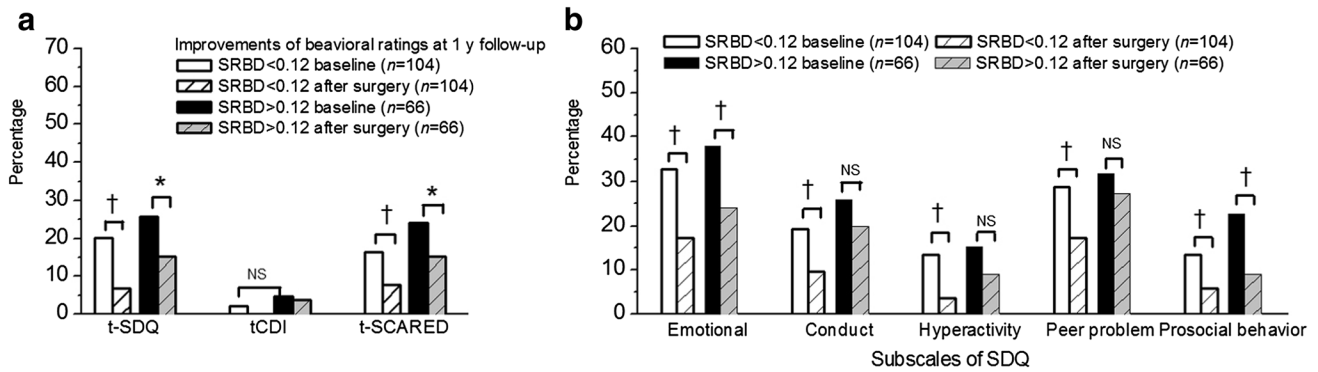 a
Percentage
70
60
50
40
30
20
10
0
Improvements of beavioral ratings at 1 y follow-up
SRBD<0.12 baseline (n=104)
SRBD<0.12 after surgery (n=104)
SRBD>0.12 baseline (n=66)
SRBD>0.12 after surgery (n=66)
† * NS † *
t-SDQ tCDI t-SCARED
b
Percentage
60
50
40
30
20
10
0
SRBD<0.12 baseline (n=104) SRBD<0.12 after surgery (n=104)
SRBD>0.12 baseline (n=66) SRBD>0.12 after surgery (n=66)
† † † NS † NS † NS † †
Emotional Conduct Hyperactivity Peer problem Prosocial behavior
Subscales of SDQ